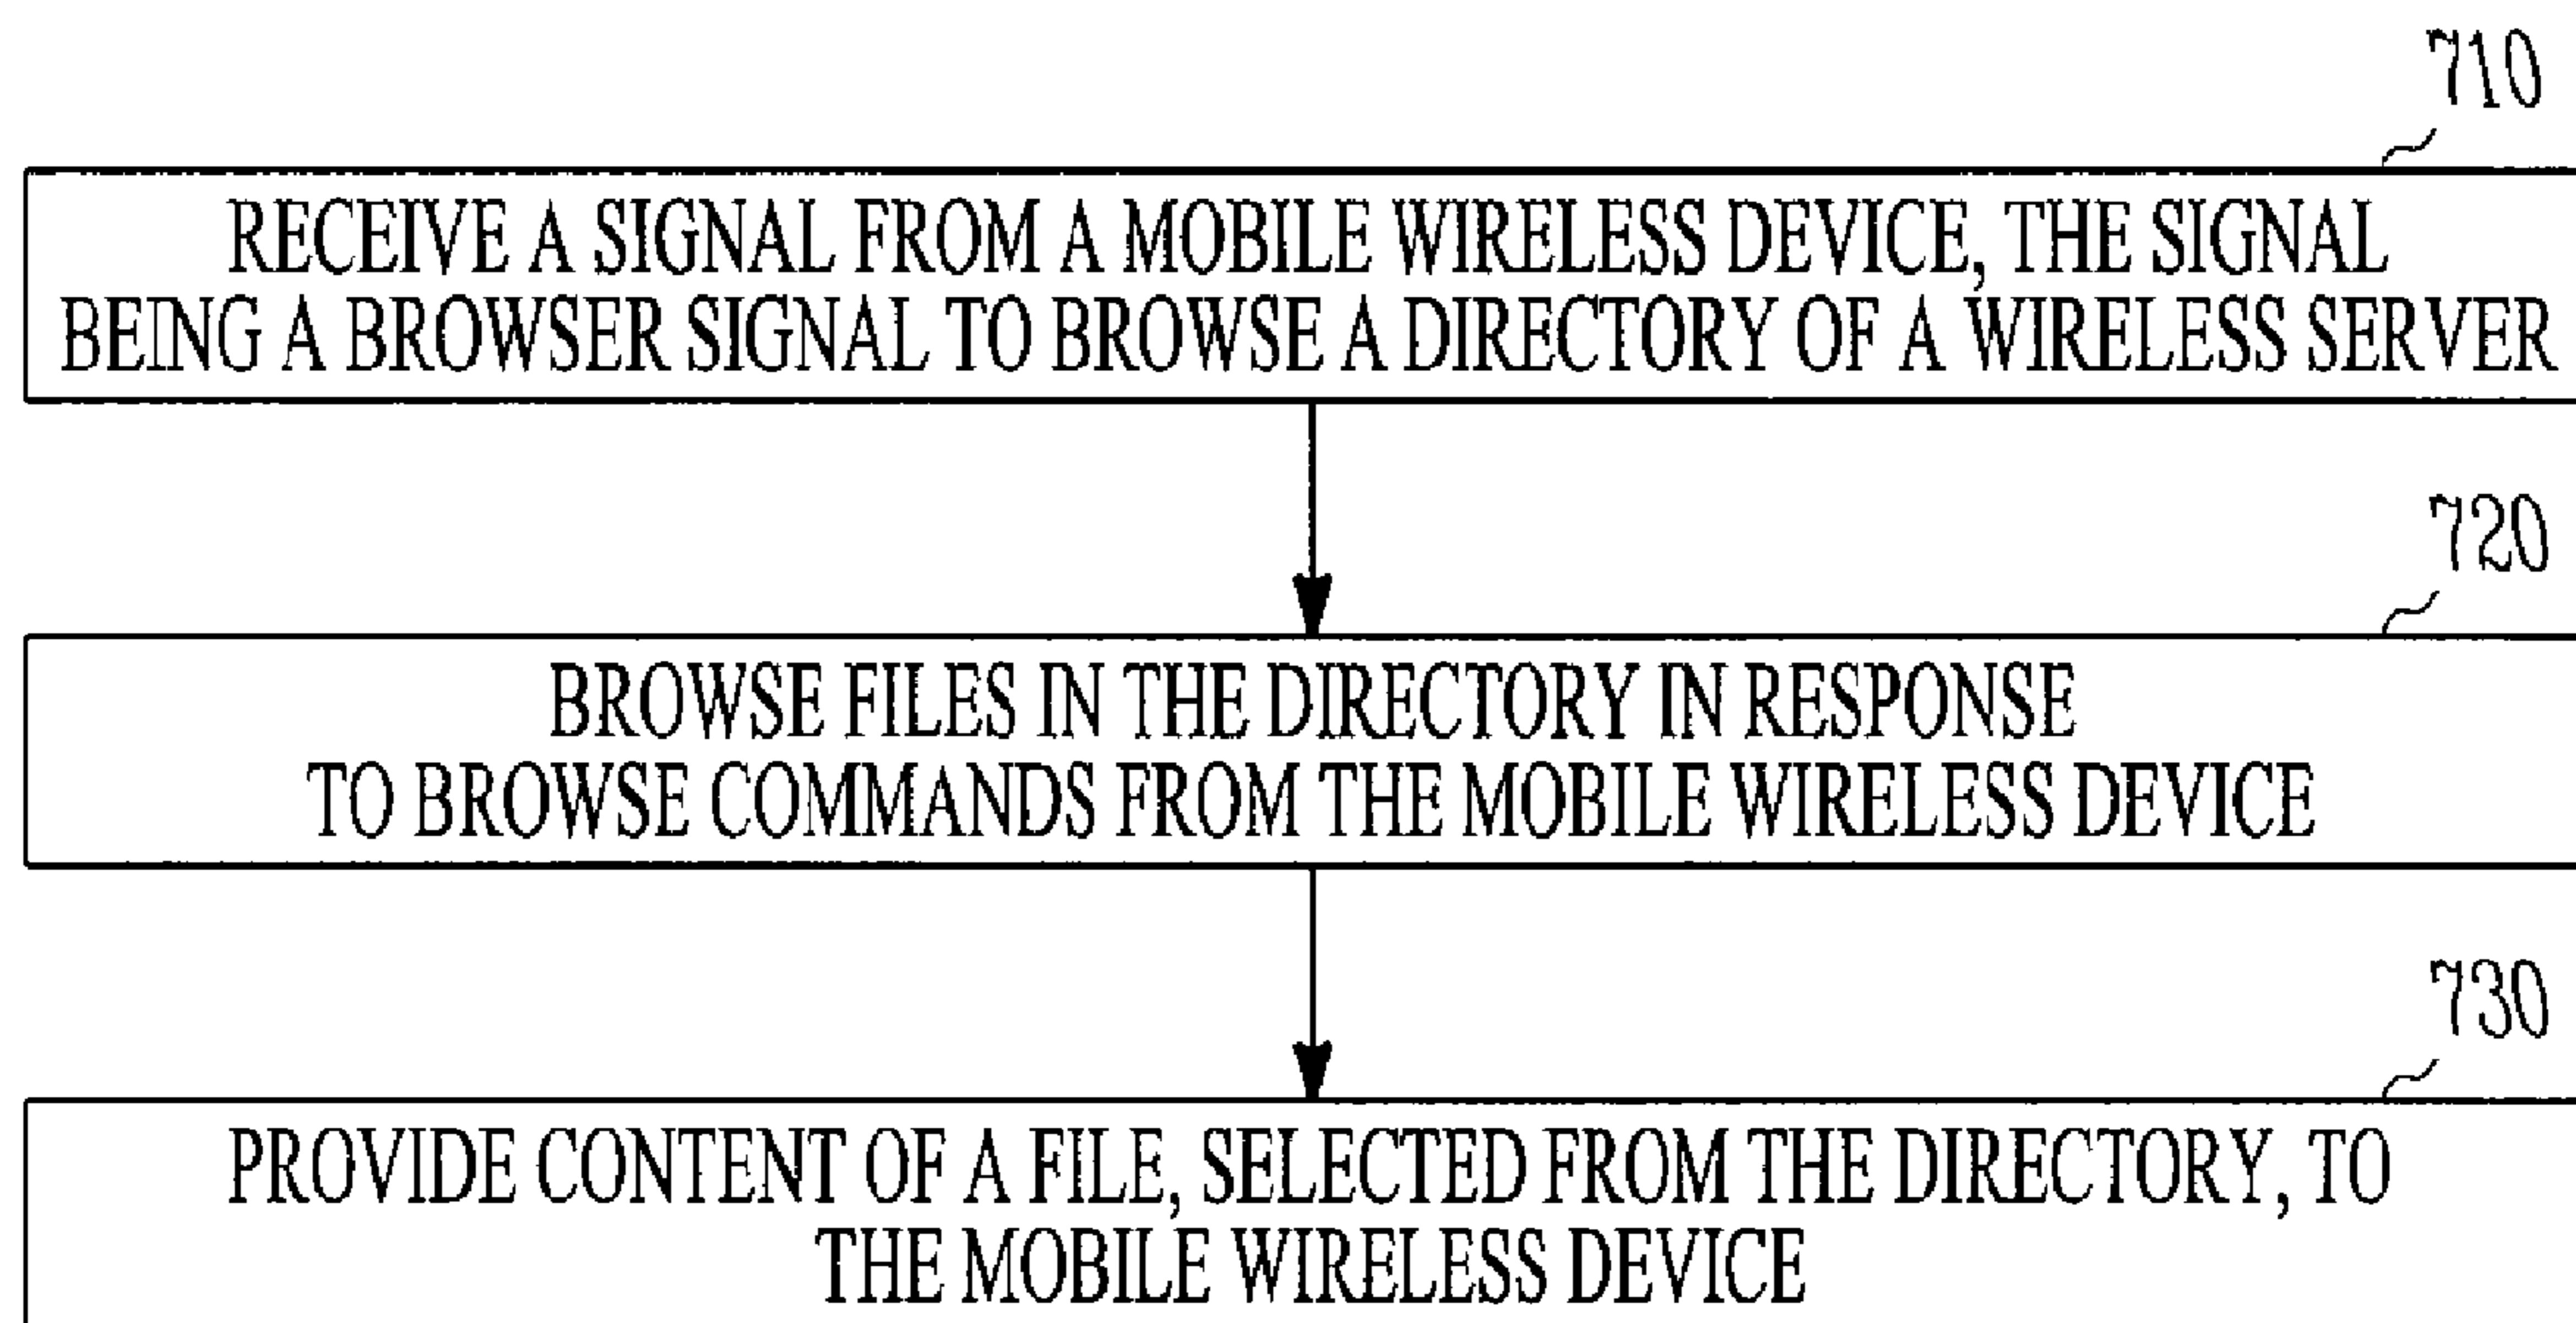 710
RECEIVE A SIGNAL FROM A MOBILE WIRELESS DEVICE, THE SIGNAL
BEING A BROWSER SIGNAL TO BROWSE A DIRECTORY OF A WIRELESS SERVER
720
BROWSE FILES IN THE DIRECTORY IN RESPONSE
TO BROWSE COMMANDS FROM THE MOBILE WIRELESS DEVICE
730
PROVIDE CONTENT OF A FILE, SELECTED FROM THE DIRECTORY, TO
THE MOBILE WIRELESS DEVICE